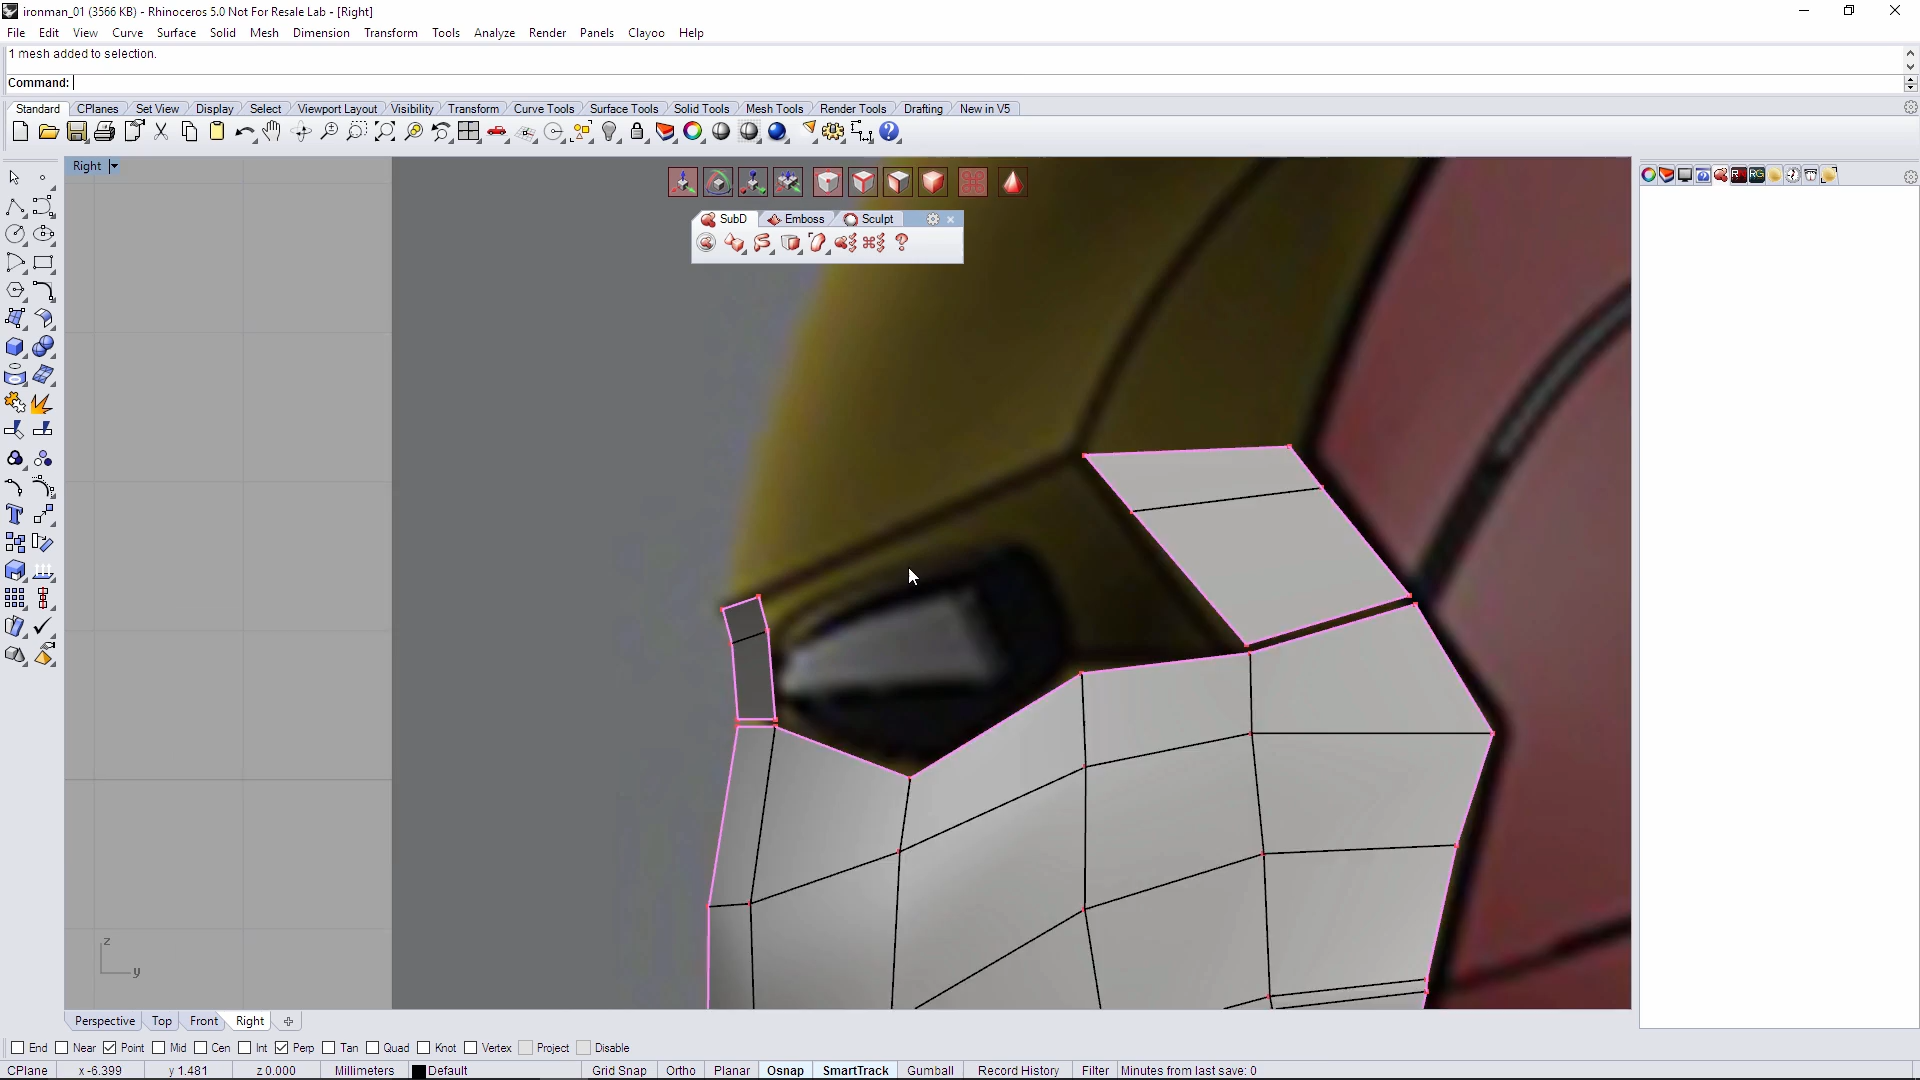 ironman_01 (3566 KB) - Rhinoceros 5.0 Not For Resale Lab - [Right]
File Edit View Curve Surface Solid Mesh Dimension Transform Tools Analyze Render Panels Clayoo Help
1 mesh added to selection.
Command:
Standard CPlanes Set View Display Select Viewport Layout Visibility Transform Curve Tools Surface Tools Solid Tools Mesh Tools Render Tools Drafting New in V5
Right
SubD Emboss Sculpt
z
y
Perspective Top Front Right
End Near Point Mid Cen Int Perp Tan Quad Knot Vertex Project Disable
CPlane x -6.399 y 1.481 z 0.000 Millimeters Default Grid Snap Ortho Planar Osnap SmartTrack Gumball Record History Filter Minutes from last save: 0